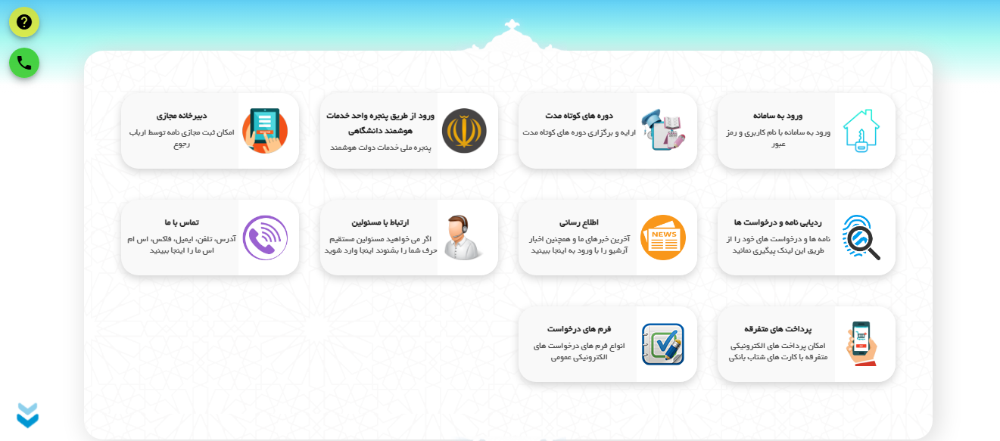 ورود به سامانه
ورود به سامانه با نام کاربری و رمز
عبور
دوره های کوتاه مدت
ارایه و برگزاری دوره های کوتاه مدت
ورود از طریق پنجره واحد خدمات
هوشمند دانشگاهی
پنجره ملی خدمات دولت هوشمند
دبیرخانه مجازی
امکان ثبت مجازی نامه توسط ارباب
رجوع
ردیابی نامه و درخواست ها
نامه ها و درخواست های خود را از
طریق این لینک پیگیری نمائید
اطلاع رسانی
آخرین خبرهای ما و همچنین اخبار
آرشیو را با ورود به اینجا ببینید
NEWS
ارتباط با مسئولین
اگر می خواهید مسئولین مستقیم
حرف شما را بشنوند اینجا وارد شوید
تماس با ما
آدرس، تلفن، ایمیل، فاکس، اس ام
اس ما را اینجا ببینید
پرداخت های متفرقه
امکان پرداخت های الکترونیکی
متفرقه با کارت های شتاب بانکی
فرم های درخواست
انواع فرم های درخواست های
الکترونیکی عمومی